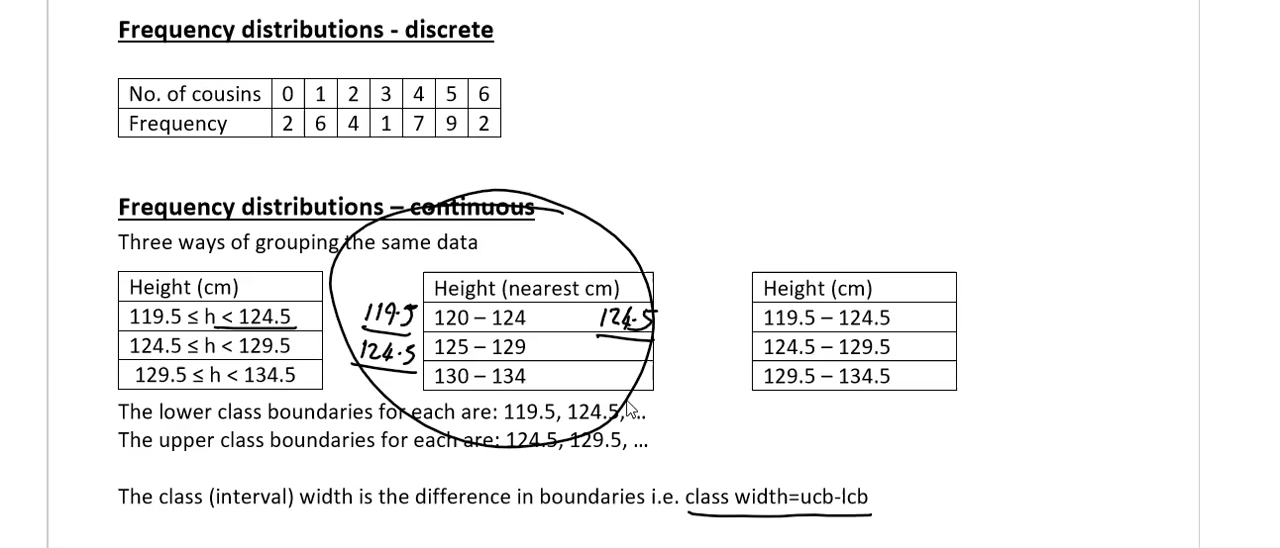 Frequency distributions - discrete
No. of cousins 0 1 2 3 4 5 6
Frequency 2 6 4 1 7 9 2
Frequency distributions – continuous
Three ways of grouping the same data
Height (cm)
119.5 ≤ h < 124.5
124.5 ≤ h < 129.5
129.5 ≤ h < 134.5
119.5
124.5
Height (nearest cm)
120 – 124 124.5
125 – 129
130 – 134
Height (cm)
119.5 – 124.5
124.5 – 129.5
129.5 – 134.5
The lower class boundaries for each are: 119.5, 124.5, ...
The upper class boundaries for each are: 124.5, 129.5, ...
The class (interval) width is the difference in boundaries i.e. class width=ucb-lcb